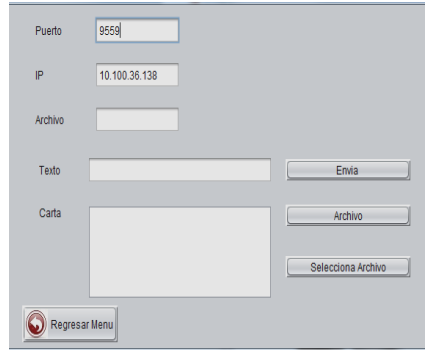 Puerto 9559
IP 10.100.36.138
Archivo
Texto Envia
Carta Archivo
Selecciona Archivo
Regresar Menu